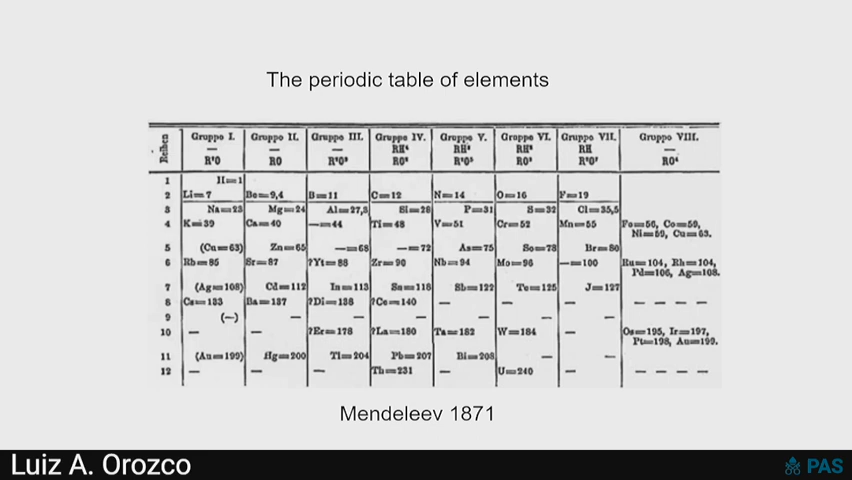 The periodic table of elements
Reihen Gruppo I. — R²O Gruppo II. — RO Gruppo III. — R²O³ Gruppo IV. RH⁴ RO² Gruppo V. RH³ R²O⁵ Gruppo VI. RH² RO³ Gruppo VII. RH R²O⁷ Gruppo VIII. — RO⁴
1 H=1
2 Li=7 Be=9,4 B=11 C=12 N=14 O=16 F=19
3 Na=23 Mg=24 Al=27,3 Si=28 P=31 S=32 Cl=35,5
4 K=39 Ca=40 —=44 Ti=48 V=51 Cr=52 Mn=55 Fo=56, Co=59,
Ni=59, Cu=63.
5 (Cu=63) Zn=65 —=68 —=72 As=75 So=78 Br=80
6 Rb=85 Sr=87 ?Yt=88 Zr=90 Nb=94 Mo=96 —=100 Ru=104, Rh=104,
Pd=106, Ag=108.
7 (Ag=108) Cd=112 In=113 Sn=118 Sb=122 Te=125 J=127
8 Cs=133 Ba=137 ?Di=138 ?Ce=140 — — — — — — —
9 (—) — — — — — —
10 — — ?Er=178 ?La=180 Ta=182 W=184 — Os=195, Ir=197,
Pt=198, Au=199.
11 (Au=199) Hg=200 Tl=204 Pb=207 Bi=208 — —
12 — — — Th=231 — U=240 — — — — —
Mendeleev 1871
Luiz A. Orozco
PAS